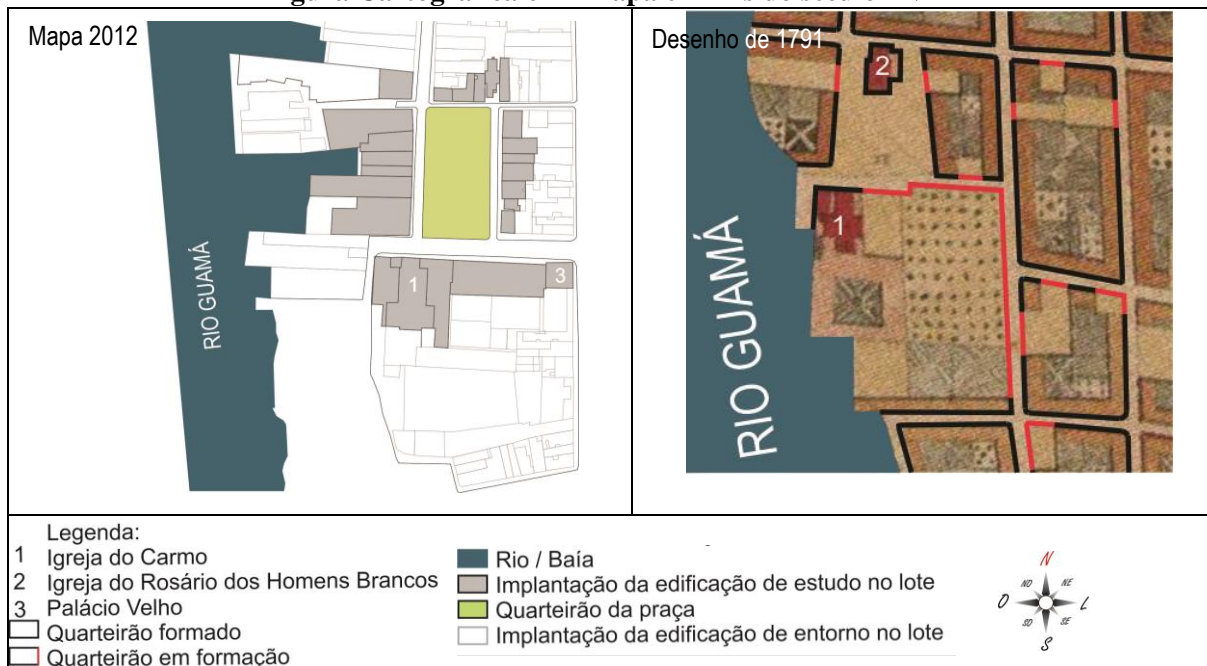 Mapa 2012
RIO GUAMÁ
1
3
Desenho de 1791
2
1
RIO GUAMÁ
Legenda:
1 Igreja do Carmo
2 Igreja do Rosário dos Homens Brancos
3 Palácio Velho
Quarteirão formado
Quarteirão em formação
Rio / Baía
Implantação da edificação de estudo no lote
Quarteirão da praça
Implantação da edificação de entorno no lote
N
NO NE
O L
SO SE
S